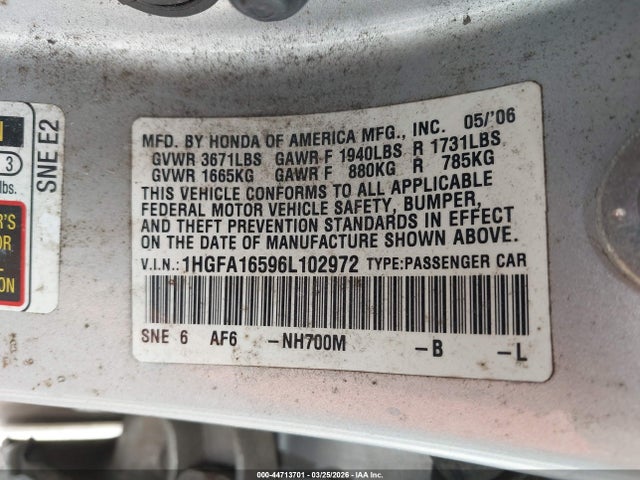 MFD. BY HONDA OF AMERICA MFG., INC. 05/'06
GVWR 3671LBS GAWR F 1940LBS R 1731LBS
GVWR 1665KG GAWR F 880KG R 785KG
THIS VEHICLE CONFORMS TO ALL APPLICABLE
FEDERAL MOTOR VEHICLE SAFETY, BUMPER,
AND THEFT PREVENTION STANDARDS IN EFFECT
ON THE DATE OF MANUFACTURE SHOWN ABOVE.
V.I.N.: 1HGFA16596L102972 TYPE:PASSENGER CAR
SNE 6 AF6 -NH700M -B -L
SNE E2
3
lbs.
000-44713701 - 03/25/2026 - IAAI, Inc.